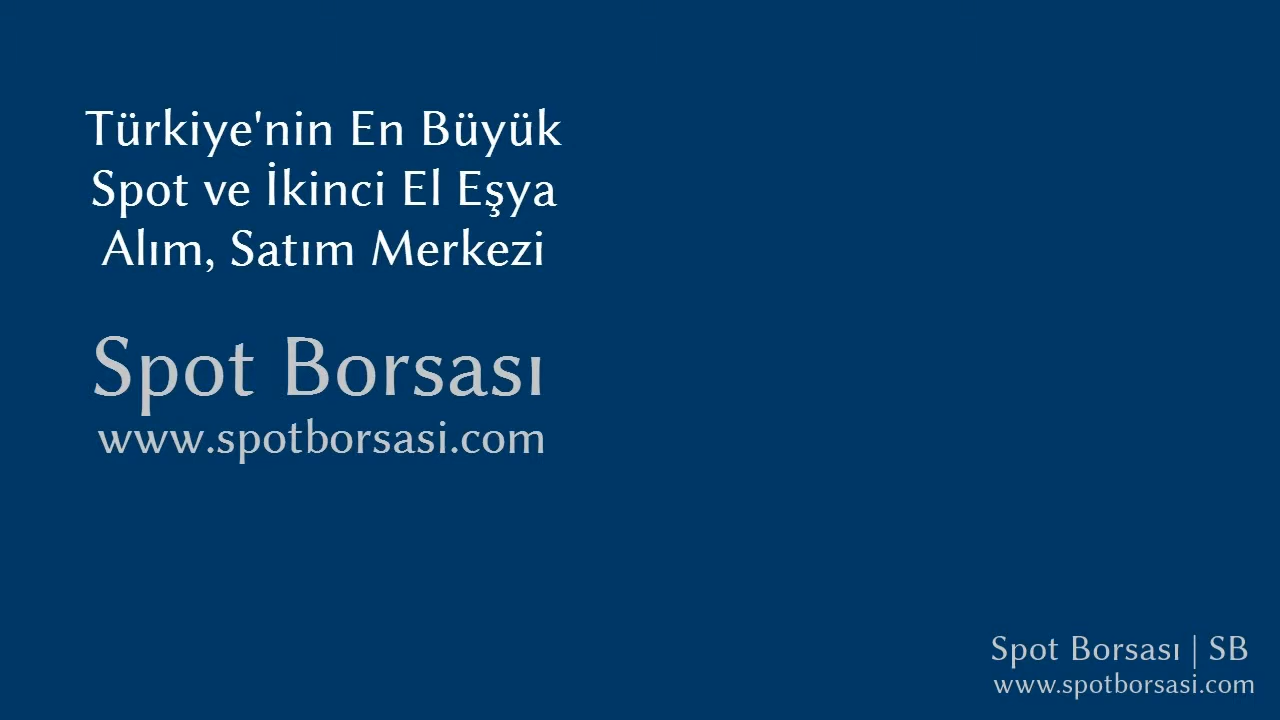 Türkiye'nin En Büyük
Spot ve İkinci El Eşya
Alım, Satım Merkezi
Spot Borsası
www.spotborsasi.com
Spot Borsası | SB
www.spotborsasi.com